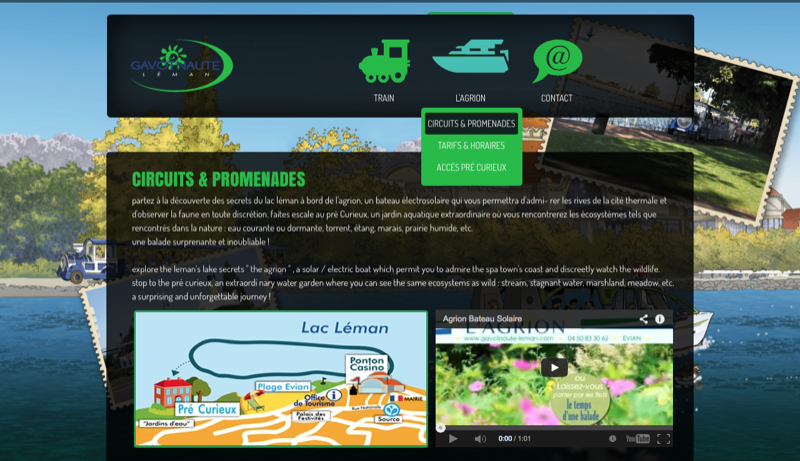 GAVOTNAUTE
LÉMAN
TRAIN
L'AGRION
CONTACT
CIRCUITS & PROMENADES
TARIFS & HORAIRES
ACCÈS PRÉ CURIEUX
CIRCUITS & PROMENADES
partez à la découverte des secrets du lac léman à bord de l'agrion, un bateau électrosolaire qui vous permettra d'admi- rer les rives de la cité thermale et
d'observer la faune en toute discrétion. faites escale au pré Curieux, un jardin aquatique extraordinaire où vous rencontrerez les écosystèmes tels que
rencontrés dans la nature : eau courante ou dormante, torrent, étang, marais, prairie humide, etc.
une balade surprenante et inoubliable !
explore the leman's lake secrets " the agrion " , a solar / electric boat which permit you to admire the spa town's coast and discreetly watch the wildlife.
stop to the pré curieux, an extraordi nary water garden where you can see the same ecosystems as wild : stream, stagnant water, marshland, meadow, etc.
a surprising and unforgettable journey !
Lac Léman
Ponton
Casino
Plage Evian
Office de Tourisme
i
MAIRIE
Pré Curieux
Palais des
Festivités
Rue Nationale
Source
"Jardins d'eau"
Agrion Bateau Solaire
L'AGRION
www.gavotnaute-leman.com - 04 50 83 30 62 - EVIAN
ou
Laissez-vous
porter par les flots
le temps
d'une balade
0:00 / 1:01
YouTube